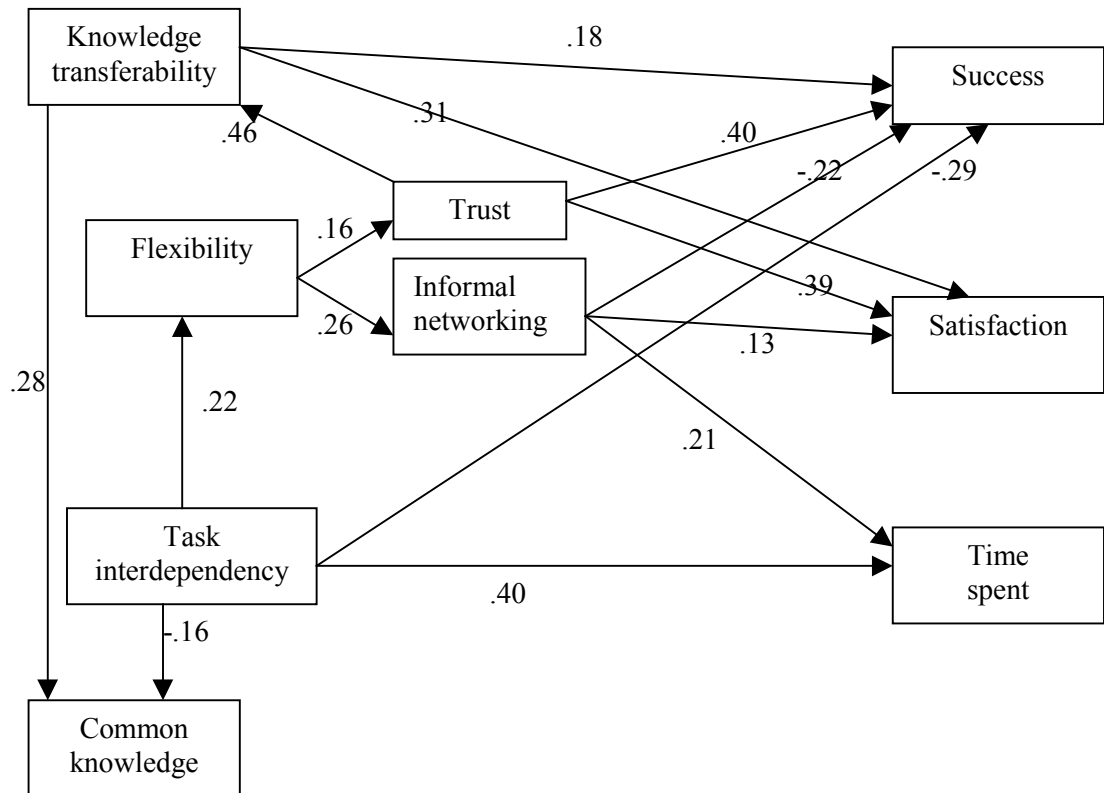 Knowledge
transferability
.18
Success
.31
.46
.40
-.22
-.29
Trust
.16
Flexibility
Informal
networking
.39
.26
.13
Satisfaction
.28
.22
.21
Task
interdependency
Time
spent
.40
-.16
Common
knowledge